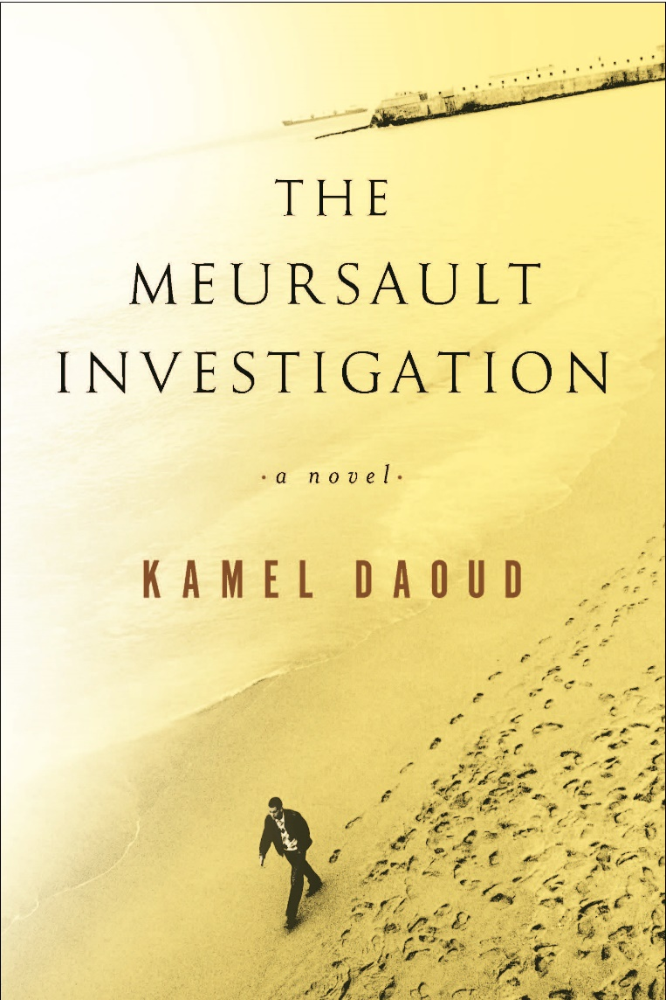 THE
MEURSAULT
INVESTIGATION
·a novel·
KAMEL DAOUD